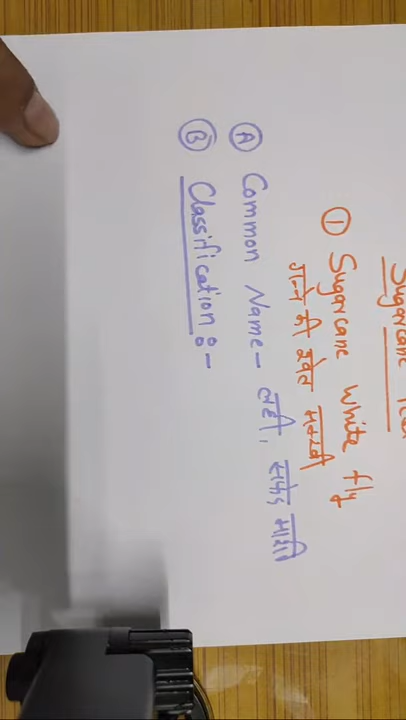 Sugarcane
① Sugarcane White fly
गन्ने की श्वेत मक्खी
Ⓐ Common Name - लही, सफेद माशी
Ⓑ Classification :-